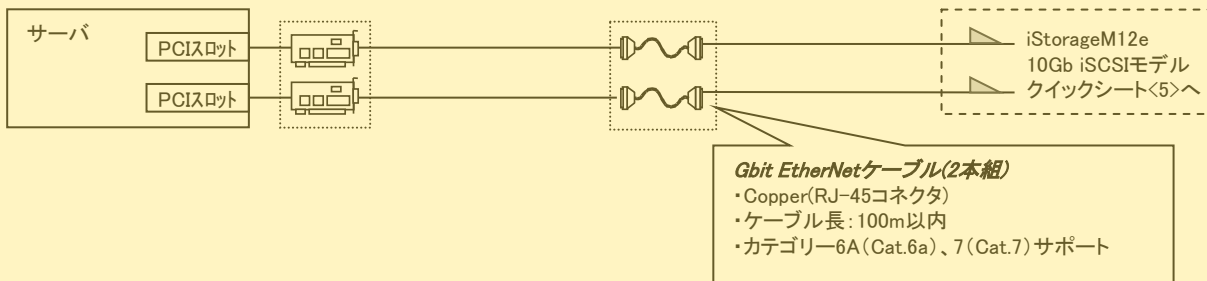 サーバ
PCIスロット
PCIスロット
iStorageM12e
10Gb iSCSIモデル
クイックシート<5>へ
Gbit EtherNetケーブル(2本組)
・Copper(RJ-45コネクタ)
・ケーブル長:100m以内
・カテゴリー6A(Cat.6a)、7(Cat.7)サポート